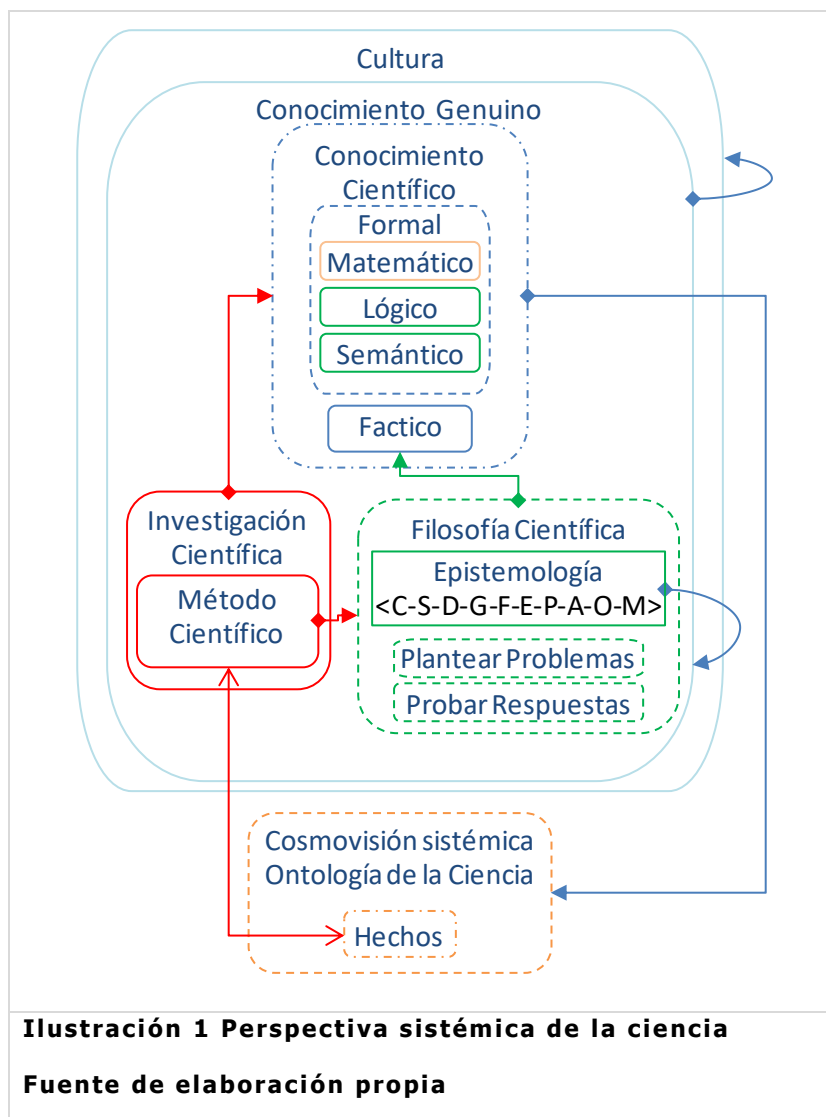 Cultura
Conocimiento Genuino
Conocimiento
Científico
Formal
Matemático
Lógico
Semántico
Factico
Investigación
Científica
Método
Científico
Filosofía Científica
Epistemología
<C-S-D-G-F-E-P-A-O-M>
Plantear Problemas
Probar Respuestas
Cosmovisión sistémica
Ontología de la Ciencia
Hechos
Ilustración 1 Perspectiva sistémica de la ciencia
Fuente de elaboración propia